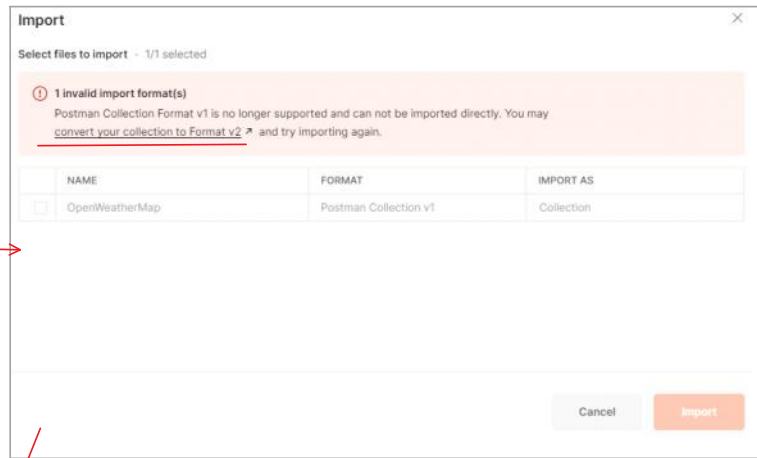 Import
Select files to import - 1/1 selected
1 invalid import format(s)
Postman Collection Format v1 is no longer supported and can not be imported directly. You may
convert your collection to Format v2 ↗ and try importing again.
NAME FORMAT IMPORT AS
OpenWeatherMap Postman Collection v1 Collection
Cancel Import